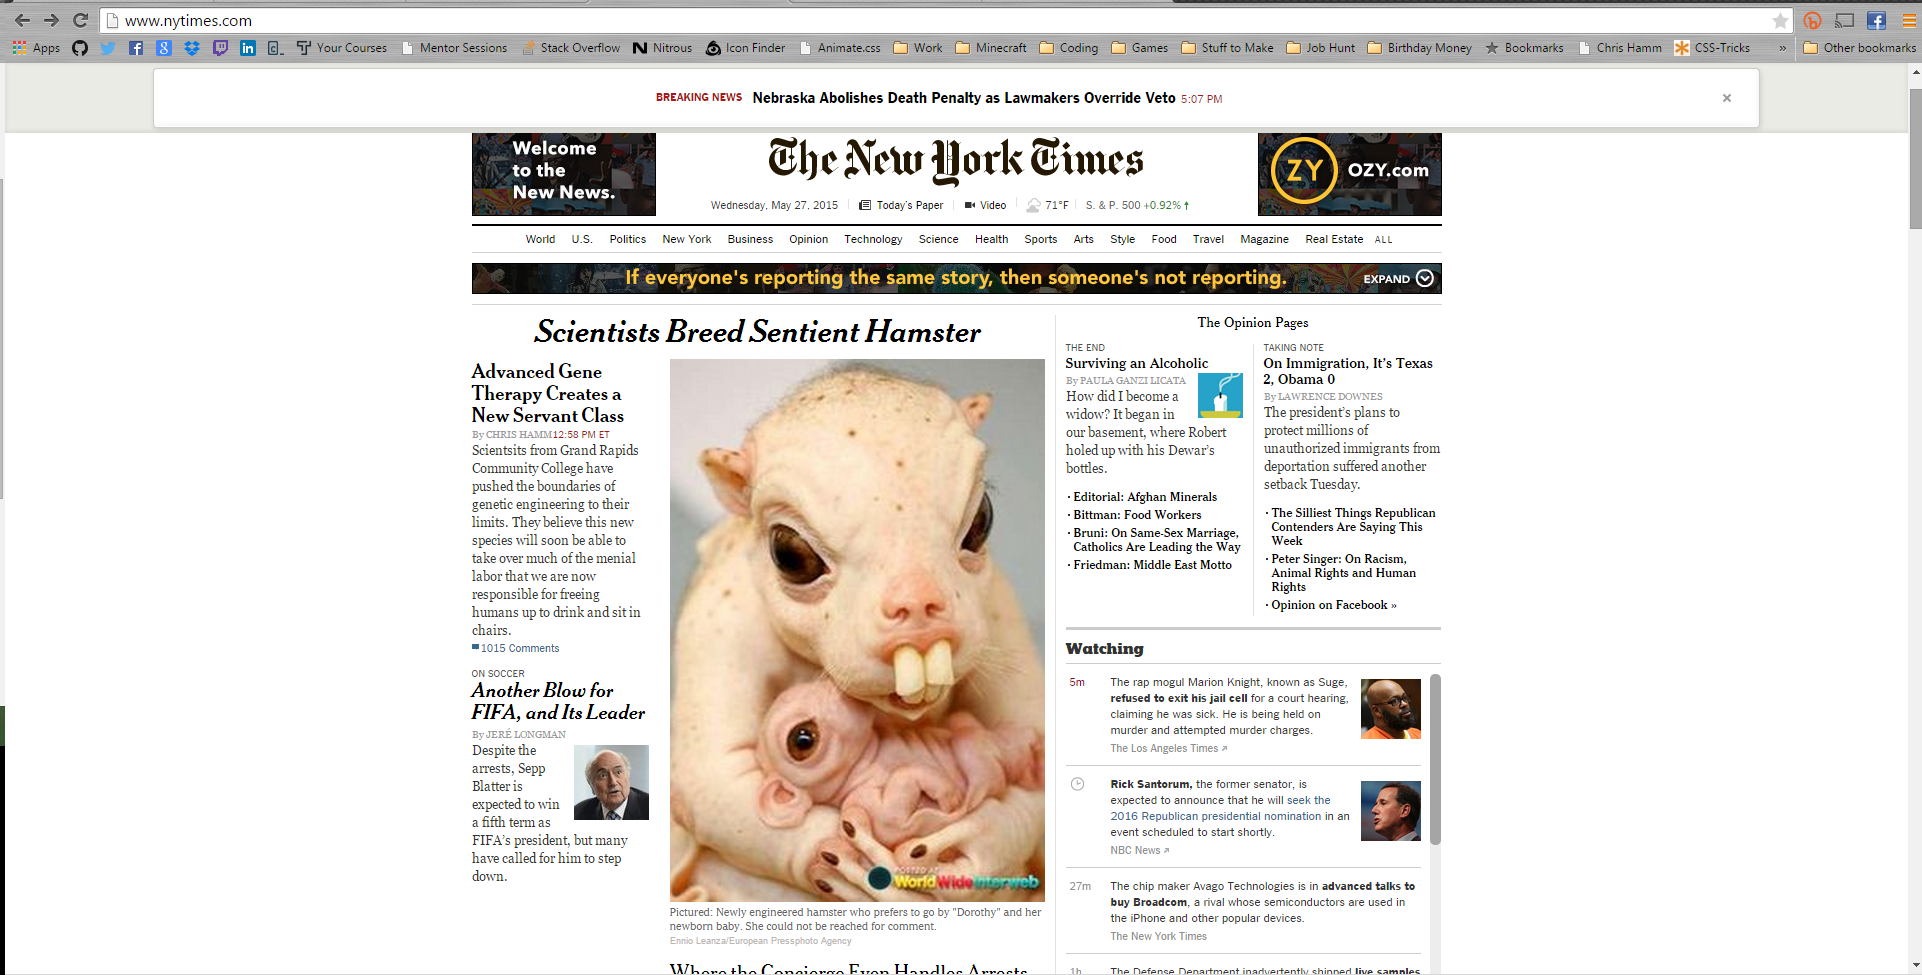 www.nytimes.com
Apps Your Courses Mentor Sessions Stack Overflow Nitrous Icon Finder Animate.css Work Minecraft Coding Games Stuff to Make Job Hunt Birthday Money Bookmarks Chris Hamm CSS-Tricks » Other bookmarks
BREAKING NEWS Nebraska Abolishes Death Penalty as Lawmakers Override Veto 5:07 PM ×
Welcome
to the
New News.
The New York Times
ZY OZY.com
Wednesday, May 27, 2015 Today's Paper Video 71°F S. & P. 500 +0.92% ↑
World U.S. Politics New York Business Opinion Technology Science Health Sports Arts Style Food Travel Magazine Real Estate ALL
If everyone's reporting the same story, then someone's not reporting. EXPAND
Scientists Breed Sentient Hamster
Advanced Gene
Therapy Creates a
New Servant Class
By CHRIS HAMM12:58 PM ET
Scientsits from Grand Rapids
Community College have
pushed the boundaries of
genetic engineering to their
limits. They believe this new
species will soon be able to
take over much of the menial
labor that we are now
responsible for freeing
humans up to drink and sit in
chairs.
1015 Comments
ON SOCCER
Another Blow for
FIFA, and Its Leader
By JERÉ LONGMAN
Despite the
arrests, Sepp
Blatter is
expected to win
a fifth term as
FIFA's president, but many
have called for him to step
down.
POSTED AT
WorldWideInterweb
Pictured: Newly engineered hamster who prefers to go by "Dorothy" and her
newborn baby. She could not be reached for comment.
Ennio Leanza/European Pressphoto Agency
Where the Concierge Even Handles Arrests
The Opinion Pages
THE END
Surviving an Alcoholic
By PAULA GANZI LICATA
How did I become a
widow? It began in
our basement, where Robert
holed up with his Dewar's
bottles.
· Editorial: Afghan Minerals
· Bittman: Food Workers
· Bruni: On Same-Sex Marriage,
Catholics Are Leading the Way
· Friedman: Middle East Motto
TAKING NOTE
On Immigration, It's Texas
2, Obama 0
By LAWRENCE DOWNES
The president's plans to
protect millions of
unauthorized immigrants from
deportation suffered another
setback Tuesday.
· The Silliest Things Republican
Contenders Are Saying This
Week
· Peter Singer: On Racism,
Animal Rights and Human
Rights
· Opinion on Facebook »
Watching
5m The rap mogul Marion Knight, known as Suge,
refused to exit his jail cell for a court hearing,
claiming he was sick. He is being held on
murder and attempted murder charges.
The Los Angeles Times ↗
Rick Santorum, the former senator, is
expected to announce that he will seek the
2016 Republican presidential nomination in an
event scheduled to start shortly.
NBC News ↗
27m The chip maker Avago Technologies is in advanced talks to
buy Broadcom, a rival whose semiconductors are used in
the iPhone and other popular devices.
The New York Times
1h The Defense Department inadvertently shipped live samples